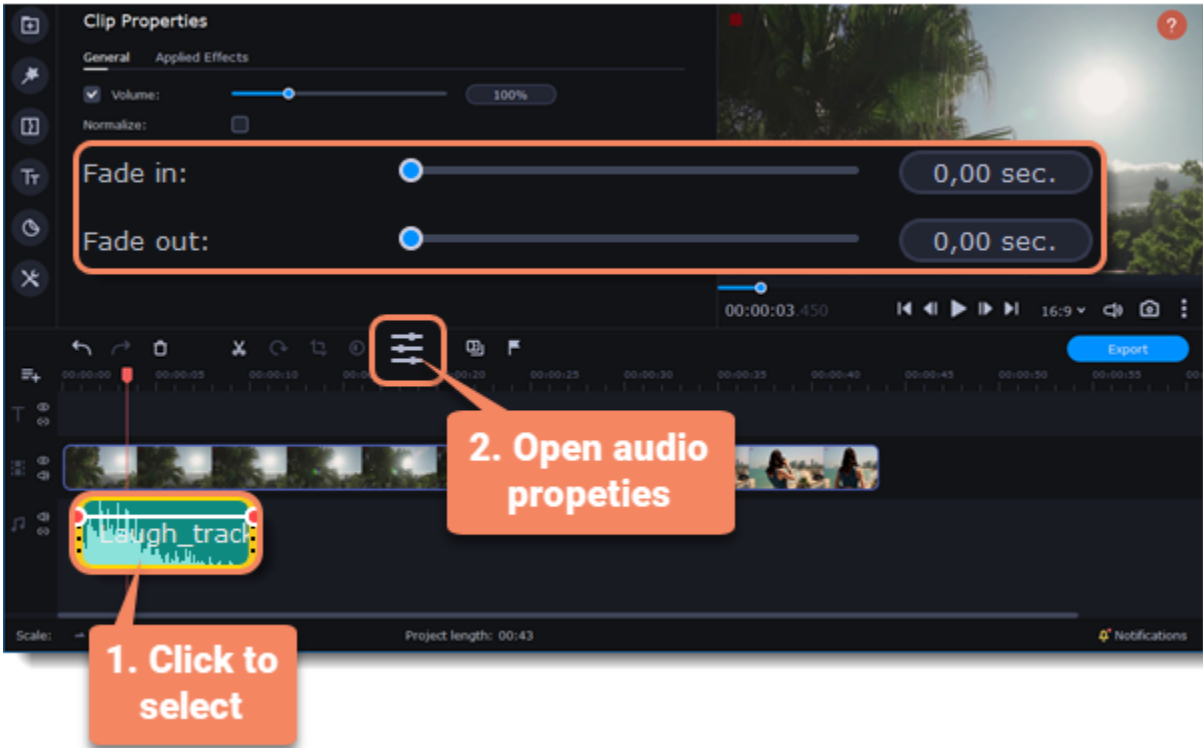 Clip Properties
?
General Applied Effects
Volume: 100%
Normalize:
Fade in: 0,00 sec.
Fade out: 0,00 sec.
00:00:03.450 16:9
Export
00:00:00 00:00:05 00:00:10 00:00:25 00:00:30 00:00:35 00:00:40 00:00:45 00:00:50 00:00:55
2. Open audio
propeties
Laugh_track
Scale: Project length: 00:43 Notifications
1. Click to
select